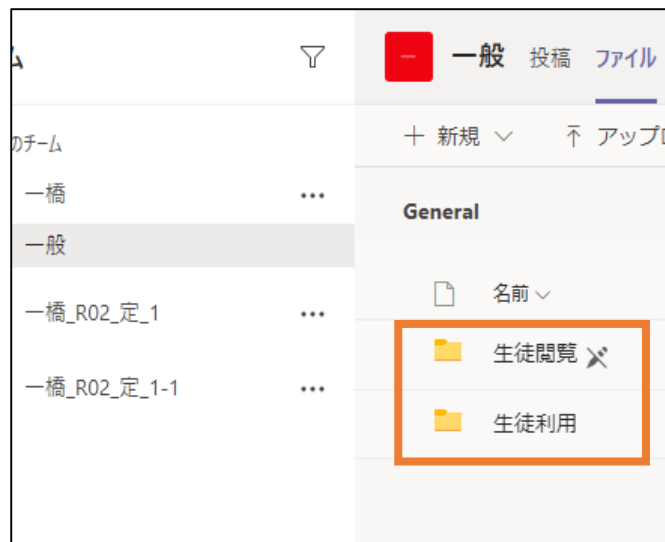 ム
一 一般 投稿 ファイル
のチーム
+ 新規 アップロ
一橋 ...
General
一般
名前
一橋_R02_定_1 ...
生徒閲覧
一橋_R02_定_1-1 ...
生徒利用